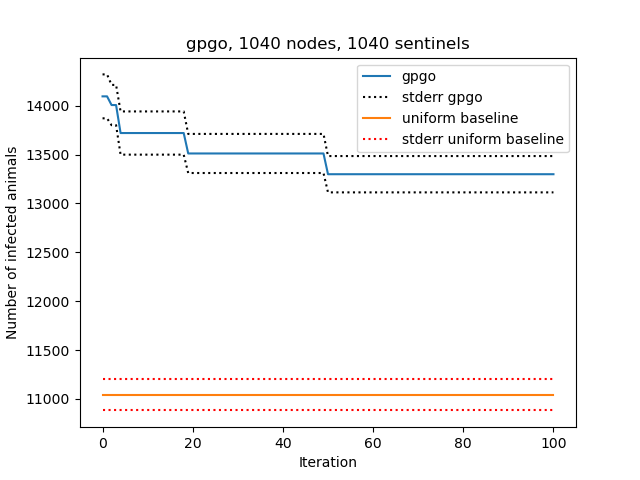 gpgo, 1040 nodes, 1040 sentinels
gpgo
stderr gpgo
uniform baseline
stderr uniform baseline
Number of infected animals
14000
13500
13000
12500
12000
11500
11000
0 20 40 60 80 100
Iteration